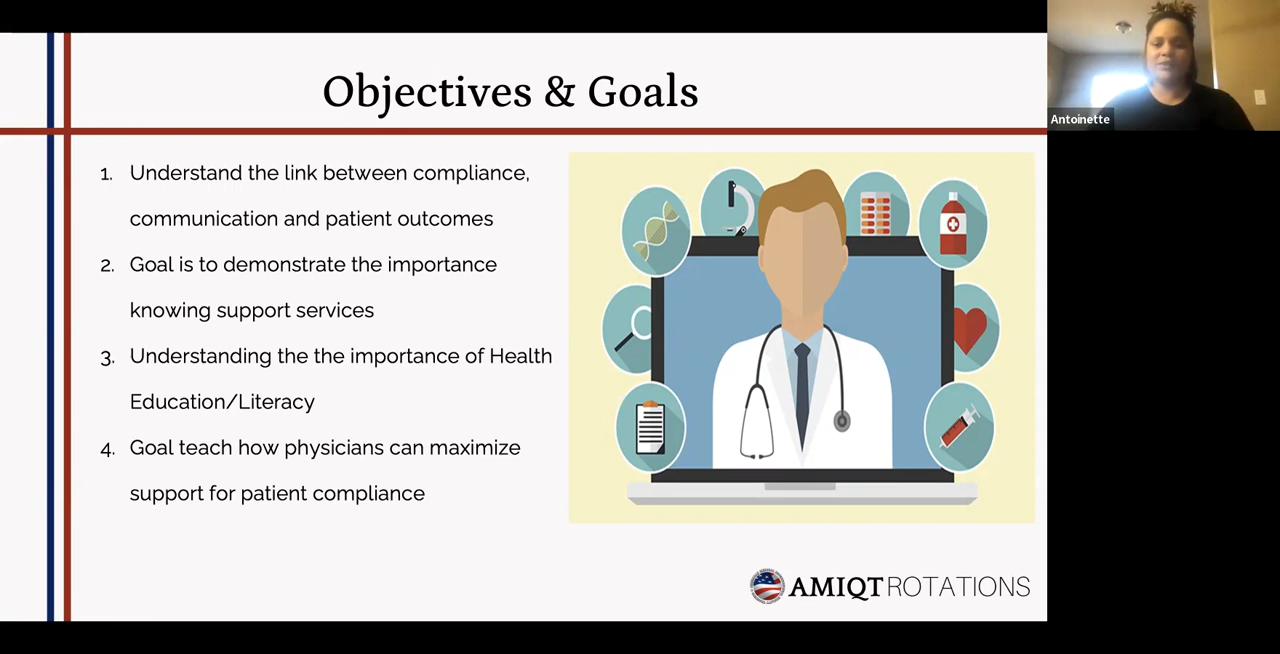 Objectives & Goals
Antoinette
1. Understand the link between compliance,
communication and patient outcomes
2. Goal is to demonstrate the importance
knowing support services
3. Understanding the the importance of Health
Education/Literacy
4. Goal teach how physicians can maximize
support for patient compliance
AMIQT ROTATIONS